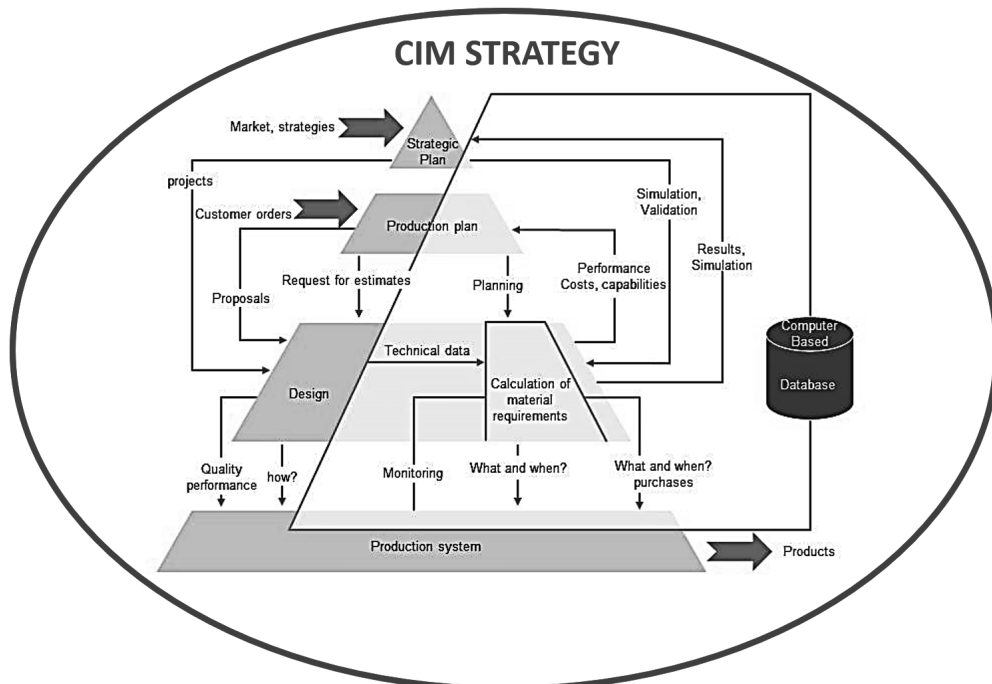 CIM STRATEGY
Market, strategies
Strategic
Plan
projects
Customer orders
Production plan
Simulation,
Validation
Results,
Simulation
Request for estimates
Planning
Performance
Costs, capabilities
Proposals
Computer
Based
Database
Technical data
Design
Calculation of
material
requirements
Quality
performance
how?
Monitoring
What and when?
What and when?
purchases
Production system
Products